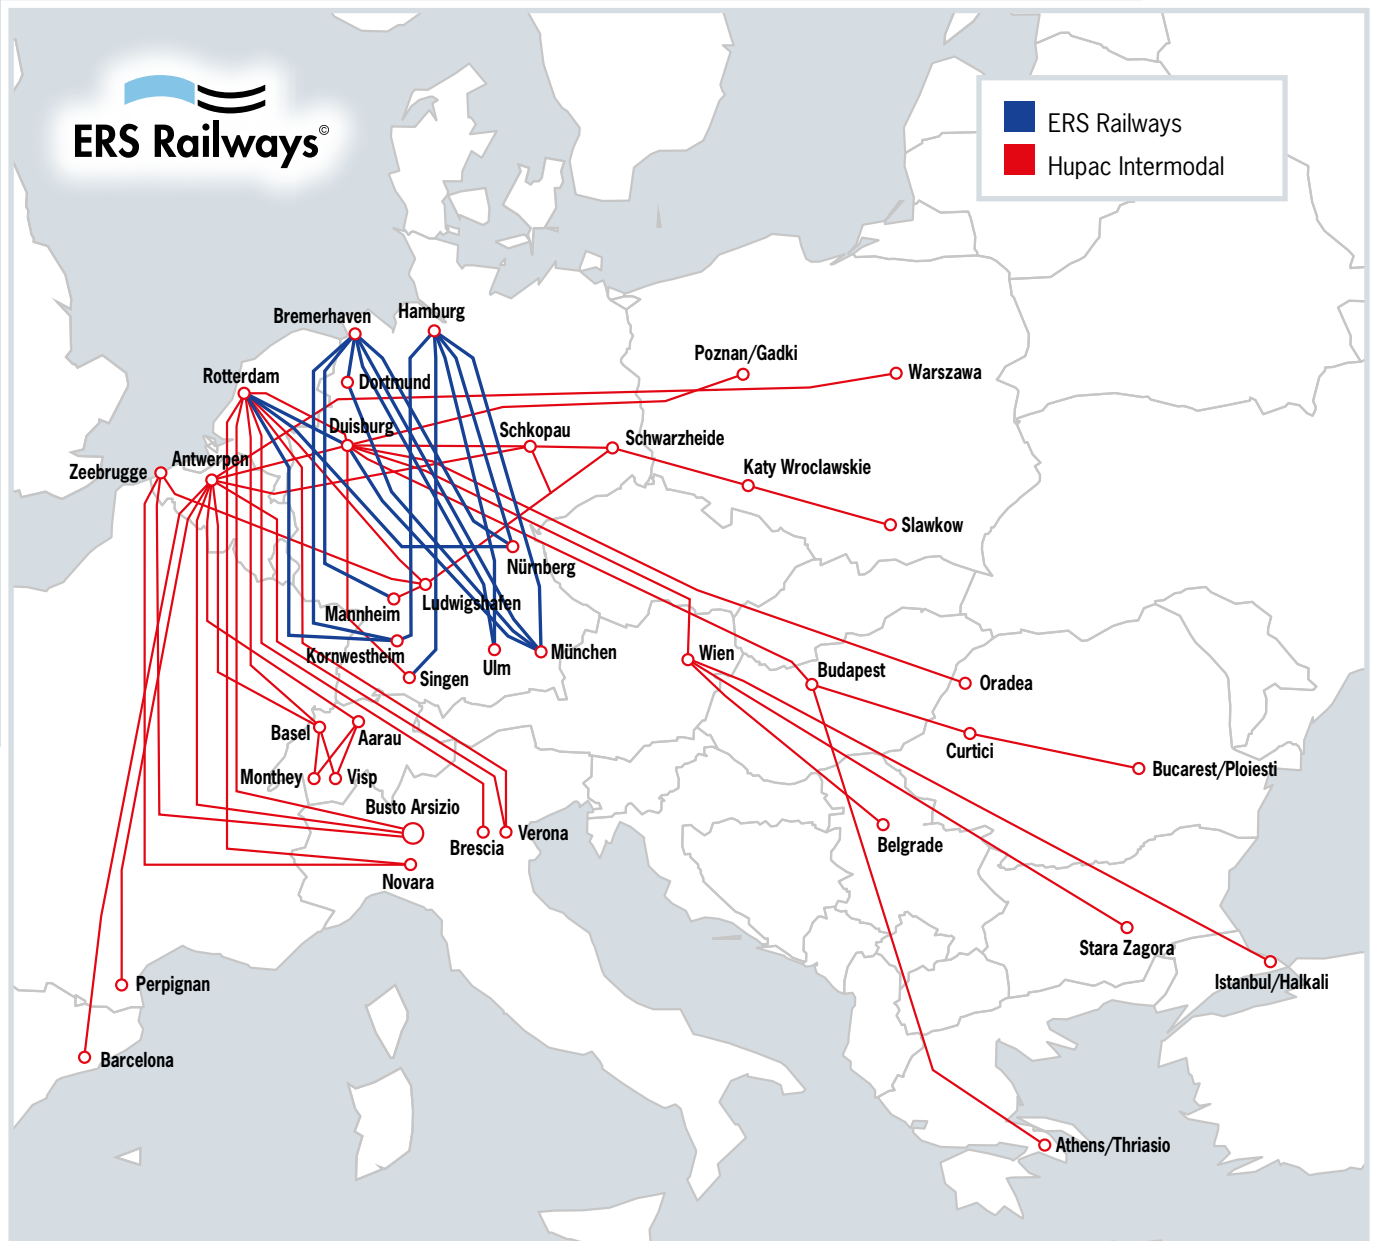 ERS Railways©
ERS Railways
Hupac Intermodal
Bremerhaven
Hamburg
Poznan/Gadki
Rotterdam
Dortmund
Warszawa
Duisburg
Schkopau
Schwarzheide
Zeebrugge
Antwerpen
Katy Wroclawskie
Slawkow
Nürnberg
Mannheim
Ludwigshafen
Kornwestheim
Ulm
München
Wien
Singen
Budapest
Oradea
Basel
Aarau
Curtici
Monthey
Visp
Bucarest/Ploiesti
Busto Arsizio
Brescia
Verona
Belgrade
Novara
Stara Zagora
Perpignan
Istanbul/Halkali
Barcelona
Athens/Thriasio